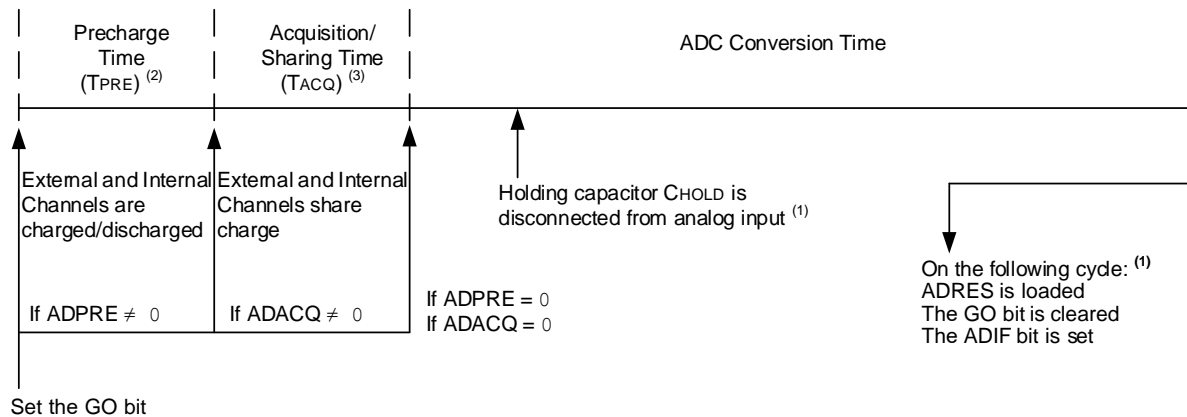 Precharge
Time
(TPRE) (2)
Acquisition/
Sharing Time
(TACQ) (3)
ADC Conversion Time
External and Internal
Channels are
charged/discharged
External and Internal
Channels share
charge
Holding capacitor CHOLD is
disconnected from analog input (1)
If ADPRE ≠ 0
If ADACQ ≠ 0
If ADPRE = 0
If ADACQ = 0
On the following cycle: (1)
ADRES is loaded
The GO bit is cleared
The ADIF bit is set
Set the GO bit